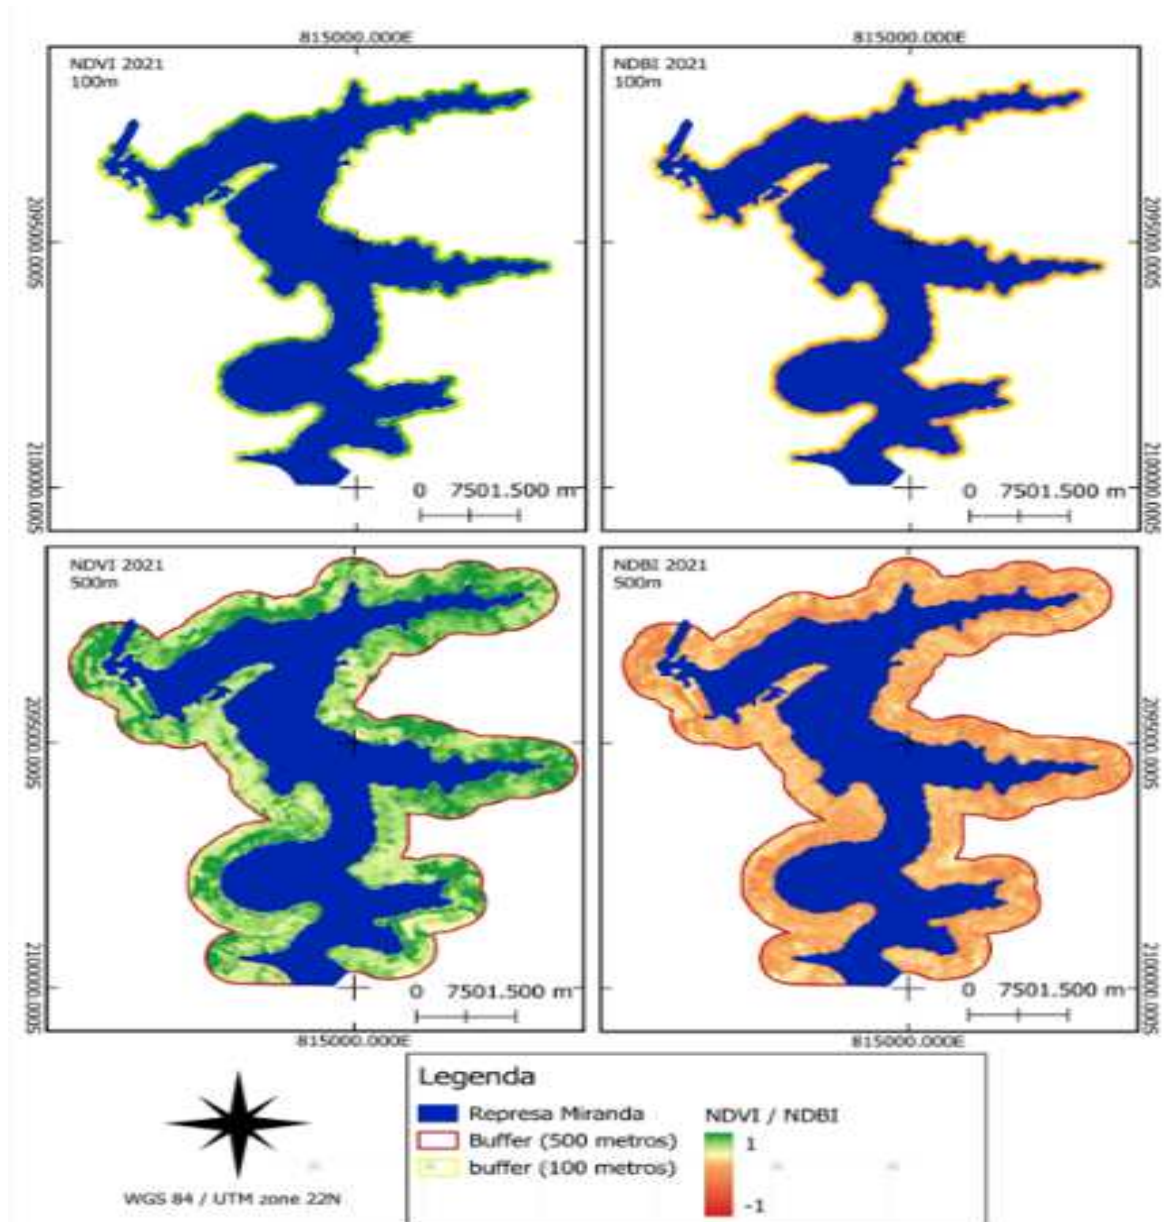 815000.000E
815000.000E
NDVI 2021
100m
NDBI 2021
100m
2095000.000S
2095000.000S
2100000.000S
2100000.000S
0 7501.500 m
0 7501.500 m
NDVI 2021
500m
NDBI 2021
500m
2095000.000S
2095000.000S
2100000.000S
2100000.000S
0 7501.500 m
0 7501.500 m
815000.000E
815000.000E
Legenda
Represa Miranda
Buffer (500 metros)
buffer (100 metros)
NDVI / NDBI
1
-1
WGS 84 / UTM zone 22N